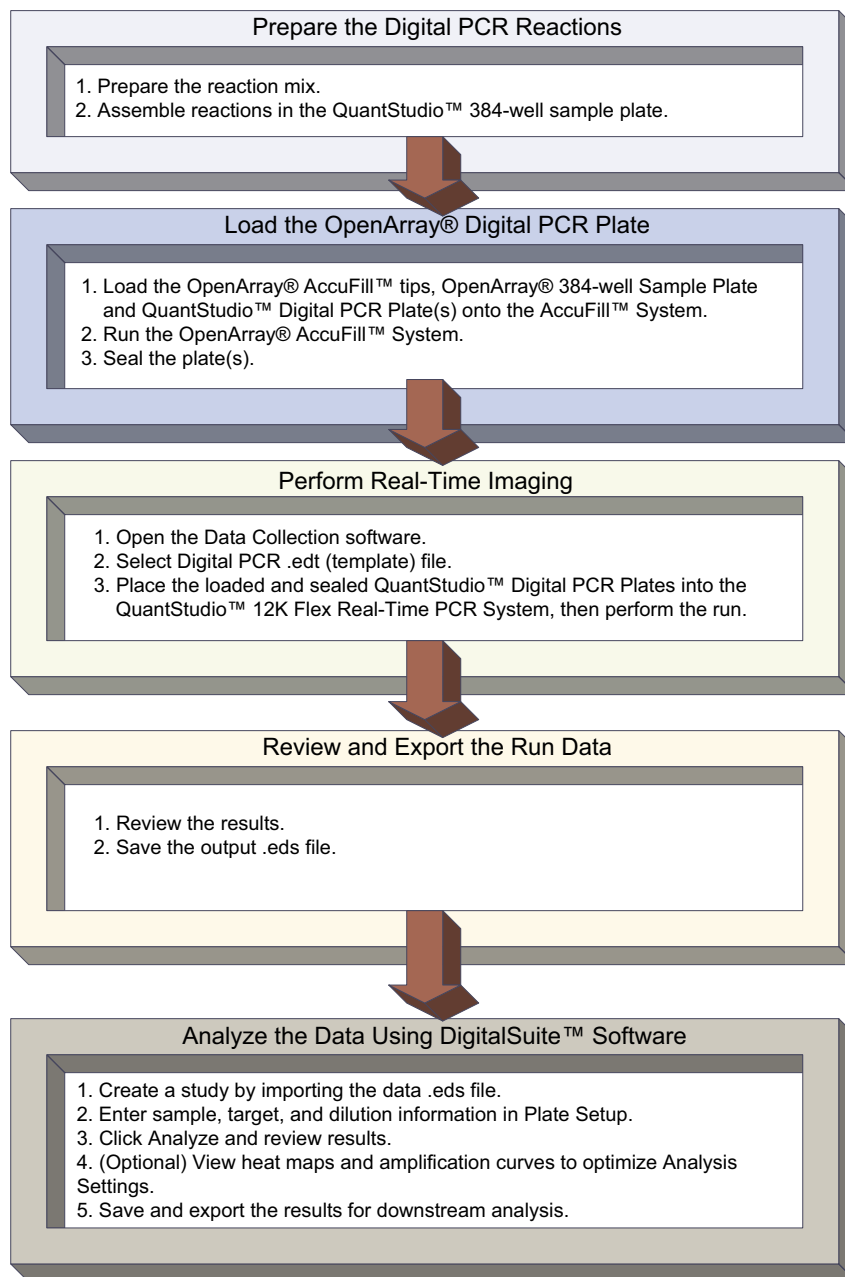 Prepare the Digital PCR Reactions
1. Prepare the reaction mix.
2. Assemble reactions in the QuantStudio™ 384-well sample plate.
Load the OpenArray® Digital PCR Plate
1. Load the OpenArray® AccuFill™ tips, OpenArray® 384-well Sample Plate
and QuantStudio™ Digital PCR Plate(s) onto the AccuFill™ System.
2. Run the OpenArray® AccuFill™ System.
3. Seal the plate(s).
Perform Real-Time Imaging
1. Open the Data Collection software.
2. Select Digital PCR .edt (template) file.
3. Place the loaded and sealed QuantStudio™ Digital PCR Plates into the
QuantStudio™ 12K Flex Real-Time PCR System, then perform the run.
Review and Export the Run Data
1. Review the results.
2. Save the output .eds file.
Analyze the Data Using DigitalSuite™ Software
1. Create a study by importing the data .eds file.
2. Enter sample, target, and dilution information in Plate Setup.
3. Click Analyze and review results.
4. (Optional) View heat maps and amplification curves to optimize Analysis
Settings.
5. Save and export the results for downstream analysis.